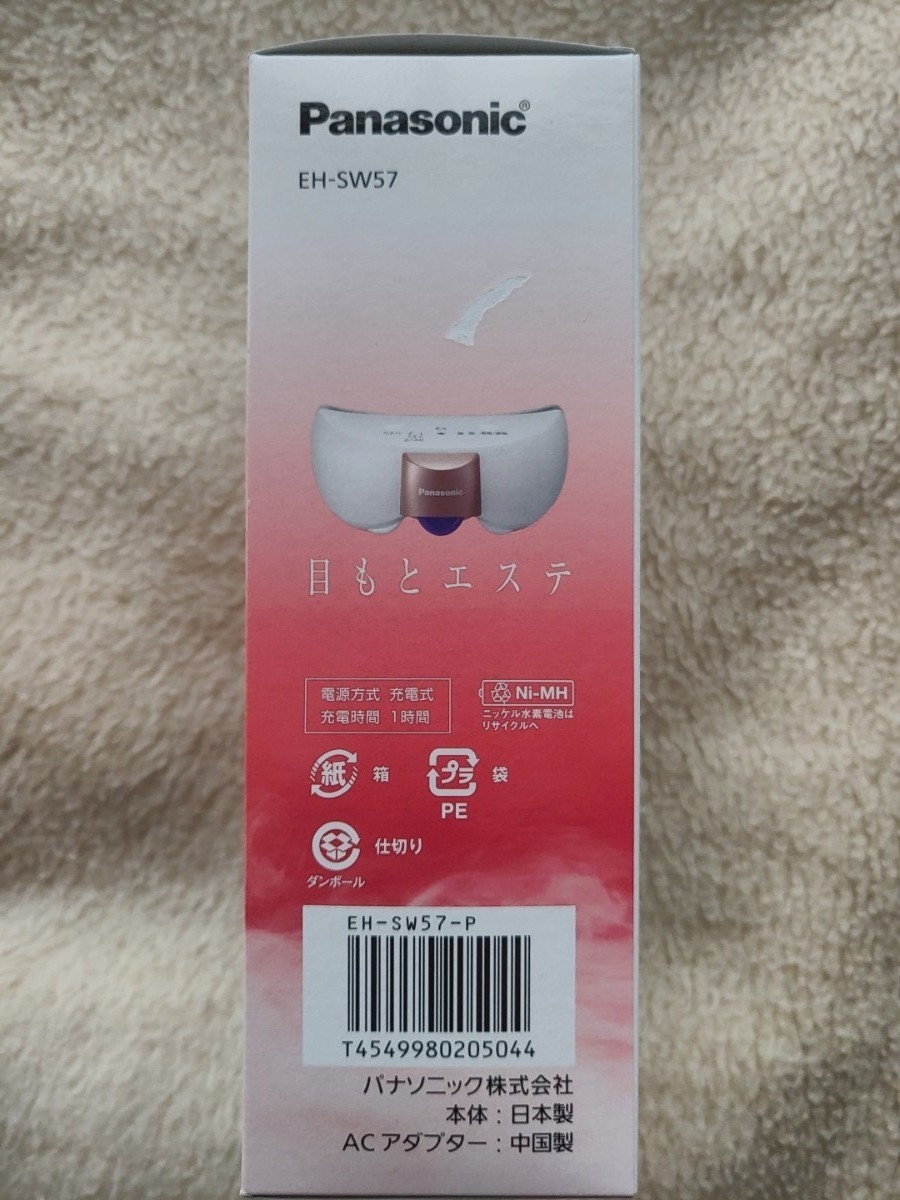 Panasonic®
EH-SW57
Panasonic
目もとエステ
電源方式 充電式
充電時間 1時間
Ni-MH
ニッケル水素電池は
リサイクルへ
紙 箱
プラ 袋
PE
仕切り
ダンボール
EH-SW57-P
T4549980205044
パナソニック株式会社
本体:日本製
ACアダプター:中国製